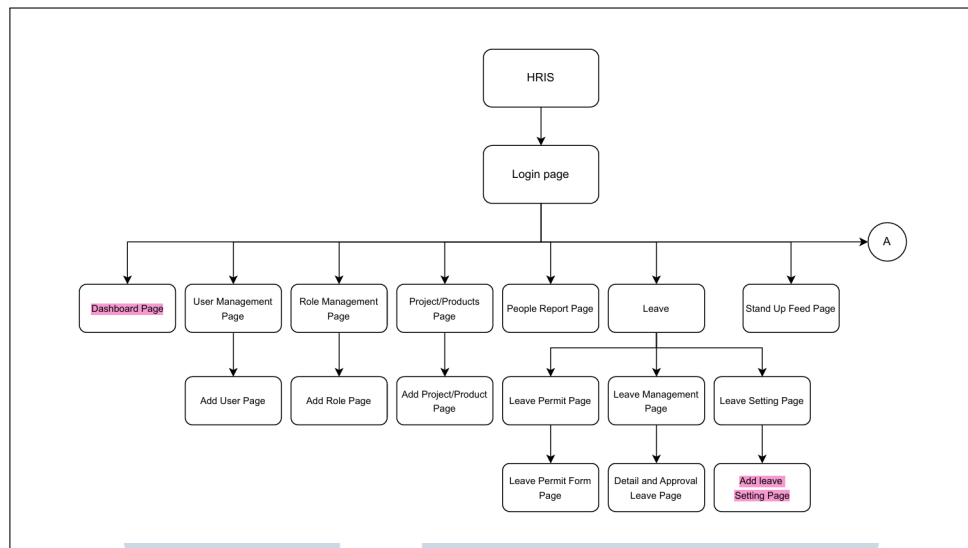 HRIS
Login page
A
Dashboard Page
User Management
Page
Role Management
Page
Project/Products
Page
People Report Page
Leave
Stand Up Feed Page
Add User Page
Add Role Page
Add Project/Product
Page
Leave Permit Page
Leave Management
Page
Leave Setting Page
Leave Permit Form
Page
Detail and Approval
Leave Page
Add leave
Setting Page